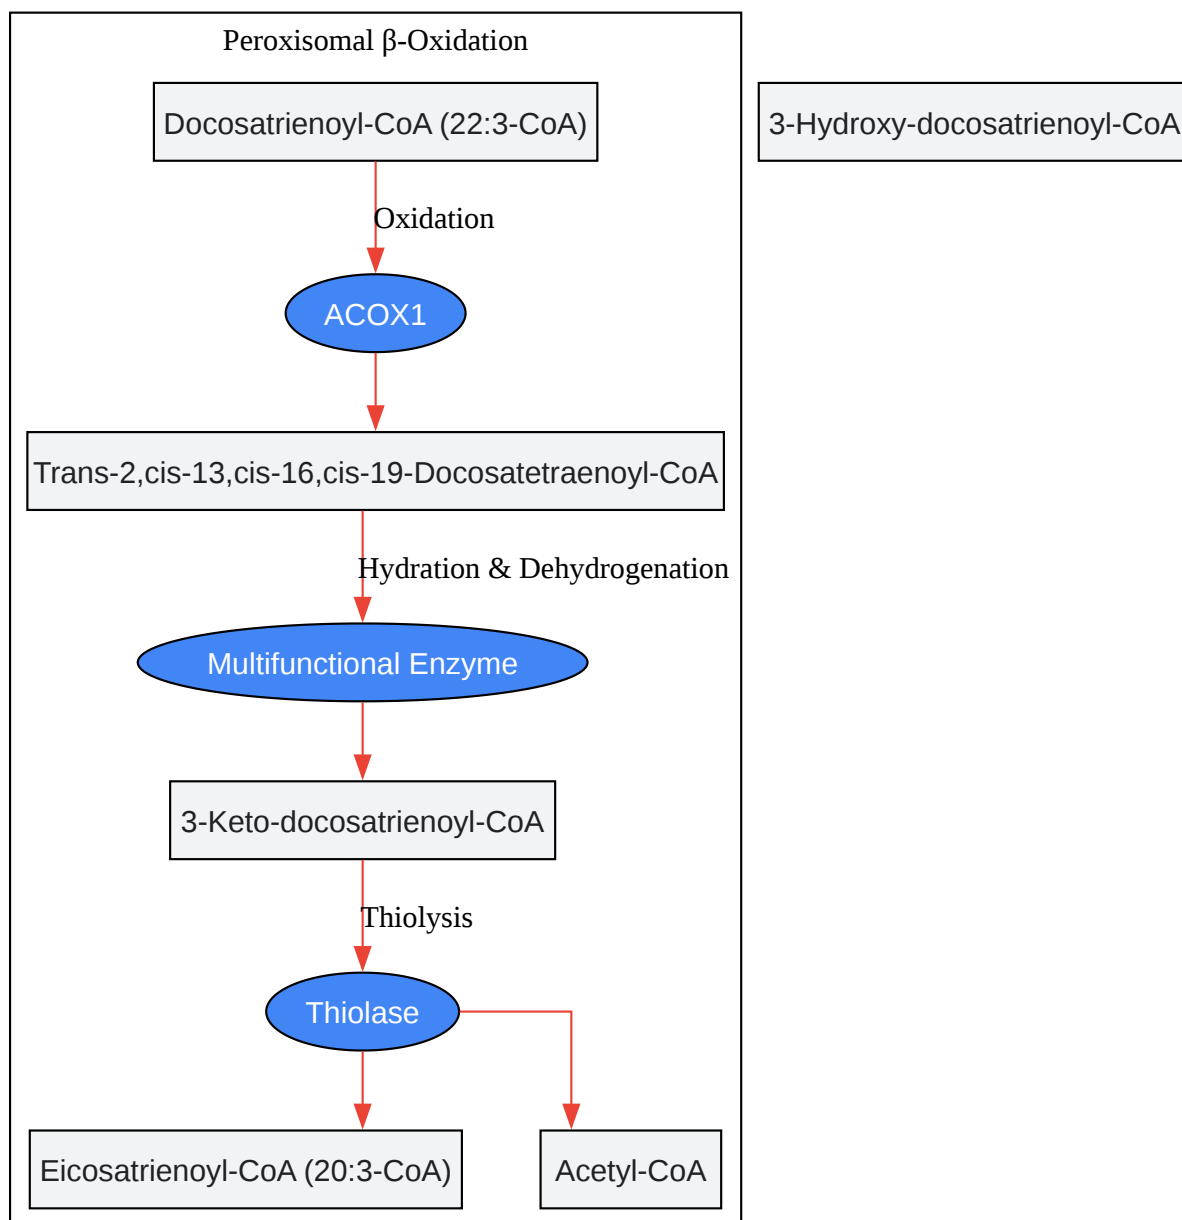 Peroxisomal β-Oxidation
Docosatrienoyl-CoA (22:3-CoA)
3-Hydroxy-docosatrienoyl-CoA
Oxidation
ACOX1
Trans-2,cis-13,cis-16,cis-19-Docosatetraenoyl-CoA
Hydration & Dehydrogenation
Multifunctional Enzyme
3-Keto-docosatrienoyl-CoA
Thiolysis
Thiolase
Eicosatrienoyl-CoA (20:3-CoA)
Acetyl-CoA